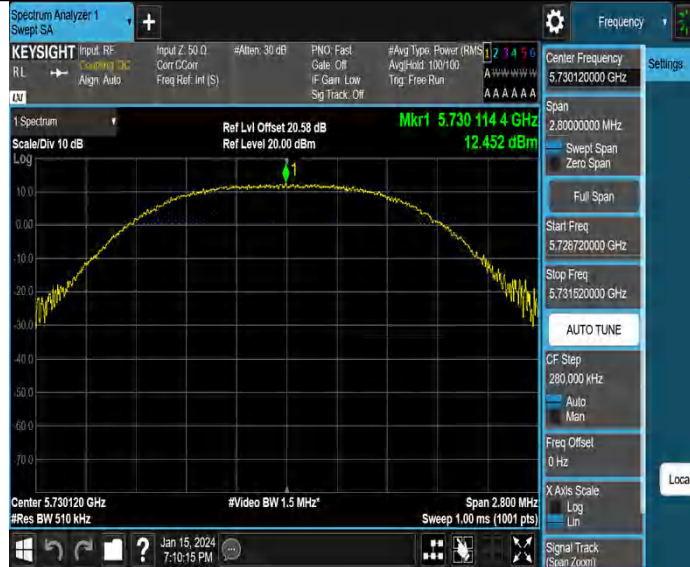 Spectrum Analyzer 1
Swept SA
+
Frequency
KEYSIGHT
RL
LXI
Input: RF
Coupling: DC
Align: Auto
Input Z: 50 Ω
Corr CCorr
Freq Ref: Int (S)
#Atten: 30 dB
PNO: Fast
Gate: Off
IF Gain: Low
Sig Track: Off
#Avg Type: Power (RMS
Avg|Hold: 100/100
Trig: Free Run
1 2 3 4 5 6
A W W W W W
A A A A A A
1 Spectrum
Scale/Div 10 dB
Ref Lvl Offset 20.58 dB
Ref Level 20.00 dBm
Mkr1 5.730 114 4 GHz
12.452 dBm
Log
1
10.0
0.00
-10.0
-20.0
-30.0
-40.0
-50.0
-60.0
-70.0
Center 5.730120 GHz
#Res BW 510 kHz
#Video BW 1.5 MHz*
Span 2.800 MHz
Sweep 1.00 ms (1001 pts)
Jan 15, 2024
7:10:15 PM
Center Frequency
5.730120000 GHz
Span
2.80000000 MHz
Swept Span
Zero Span
Full Span
Start Freq
5.728720000 GHz
Stop Freq
5.731520000 GHz
AUTO TUNE
CF Step
280.000 kHz
Auto
Man
Freq Offset
0 Hz
X Axis Scale
Log
Lin
Signal Track
(Span Zoom)
Settings
Loca